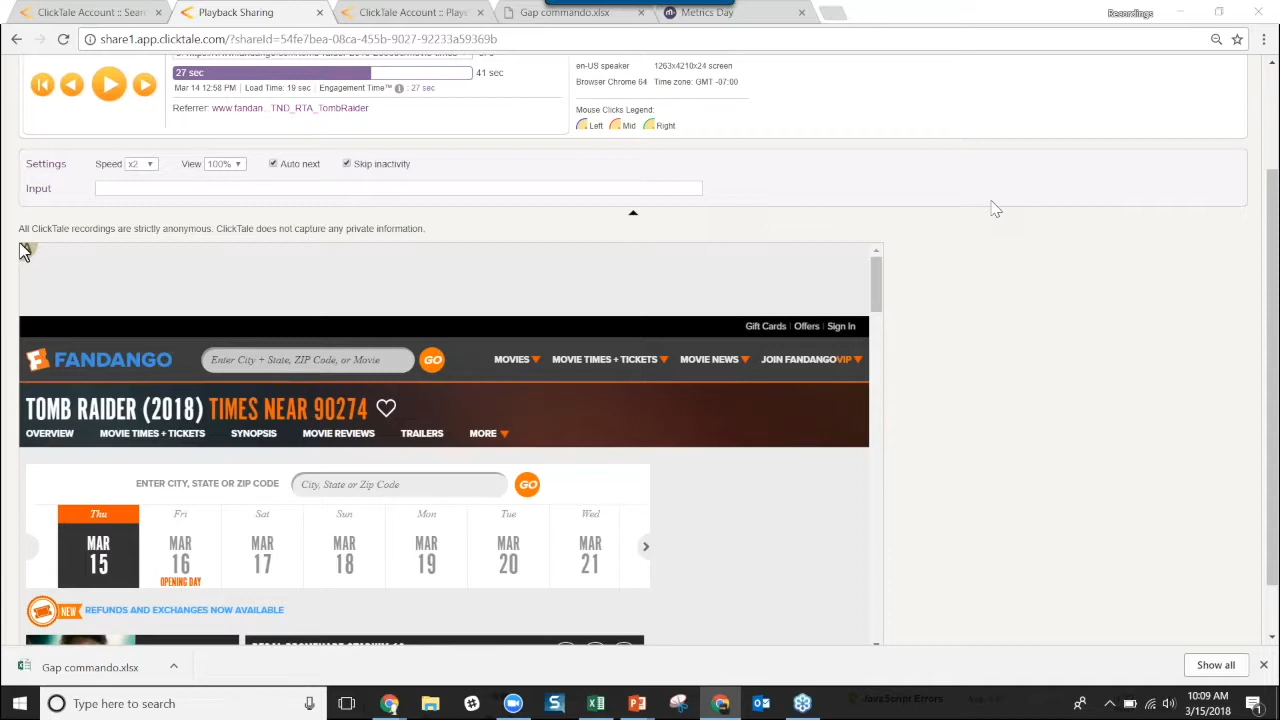 ClickTale Account :: Sear
Playback Sharing
ClickTale Account :: Playe
Gap commando.xlsx
Metrics Day
Recordings
share1.app.clicktale.com/?shareId=54fe7bea-08ca-455b-9027-92233a59369b
27 sec
41 sec
Mar 14 12:58 PM | Load Time: 19 sec | Engagement Time™ : 27 sec
Referrer: www.fandan...TND_RTA_TombRaider
en-US speaker 1263x4210x24 screen
Browser Chrome 64 Time zone: GMT -07:00
Mouse Clicks Legend:
Left Mid Right
Settings Speed x2 View 100% Auto next Skip inactivity
Input
All ClickTale recordings are strictly anonymous. ClickTale does not capture any private information.
Gift Cards | Offers | Sign In
FANDANGO Enter City + State, ZIP Code, or Movie GO MOVIES MOVIE TIMES + TICKETS MOVIE NEWS JOIN FANDANGOVIP
TOMB RAIDER (2018) TIMES NEAR 90274
OVERVIEW MOVIE TIMES + TICKETS SYNOPSIS MOVIE REVIEWS TRAILERS MORE
ENTER CITY, STATE OR ZIP CODE City, State or Zip Code GO
Thu Fri Sat Sun Mon Tue Wed
MAR MAR MAR MAR MAR MAR MAR
15 16 17 18 19 20 21
OPENING DAY
NEW REFUNDS AND EXCHANGES NOW AVAILABLE
Gap commando.xlsx
Show all
Type here to search
JavaScript Errors
10:09 AM
3/15/2018